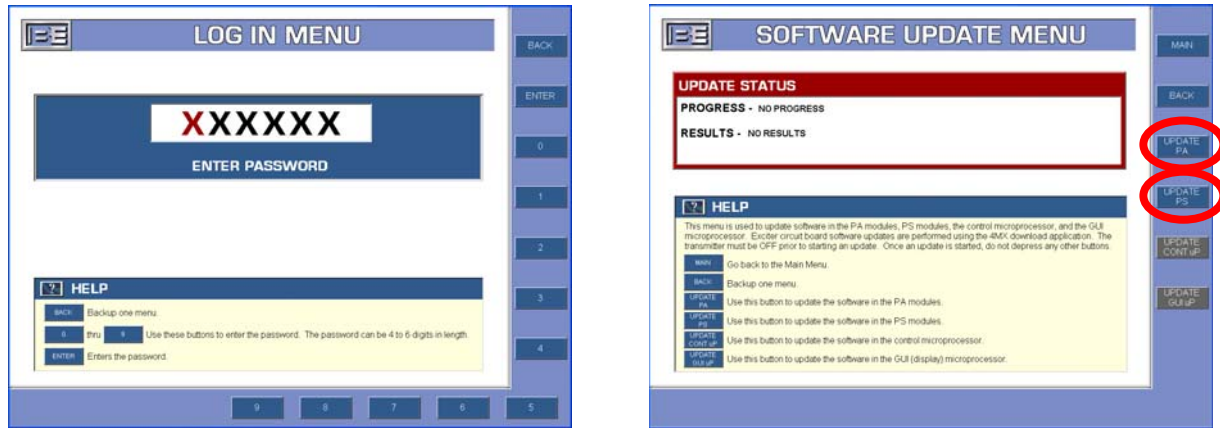 BE
LOG IN MENU
BACK
ENTER
XXXXXX
0
ENTER PASSWORD
1
2
? HELP
BACK Backup one menu.
3
0 thru 9 Use these buttons to enter the password. The password can be 4 to 6 digits in length.
ENTER Enters the password.
4
9 8 7 6 5
BE
SOFTWARE UPDATE MENU
MAIN
UPDATE STATUS
PROGRESS - NO PROGRESS
BACK
RESULTS - NO RESULTS
UPDATE
PA
UPDATE
PS
? HELP
This menu is used to update software in the PA modules, PS modules, the control microprocessor, and the GUI
microprocessor. Exciter circuit board software updates are performed using the 4MX download application. The
transmitter must be OFF prior to starting an update. Once an update is started, do not depress any other buttons.
UPDATE
CONT uP
MAIN Go back to the Main Menu.
BACK Backup one menu.
UPDATE
GUI uP
UPDATE
PA
Use this button to update the software in the PA modules.
UPDATE
PS
Use this button to update the software in the PS modules.
UPDATE
CONT uP
Use this button to update the software in the control microprocessor.
UPDATE
GUI uP
Use this button to update the software in the GUI (display) microprocessor.